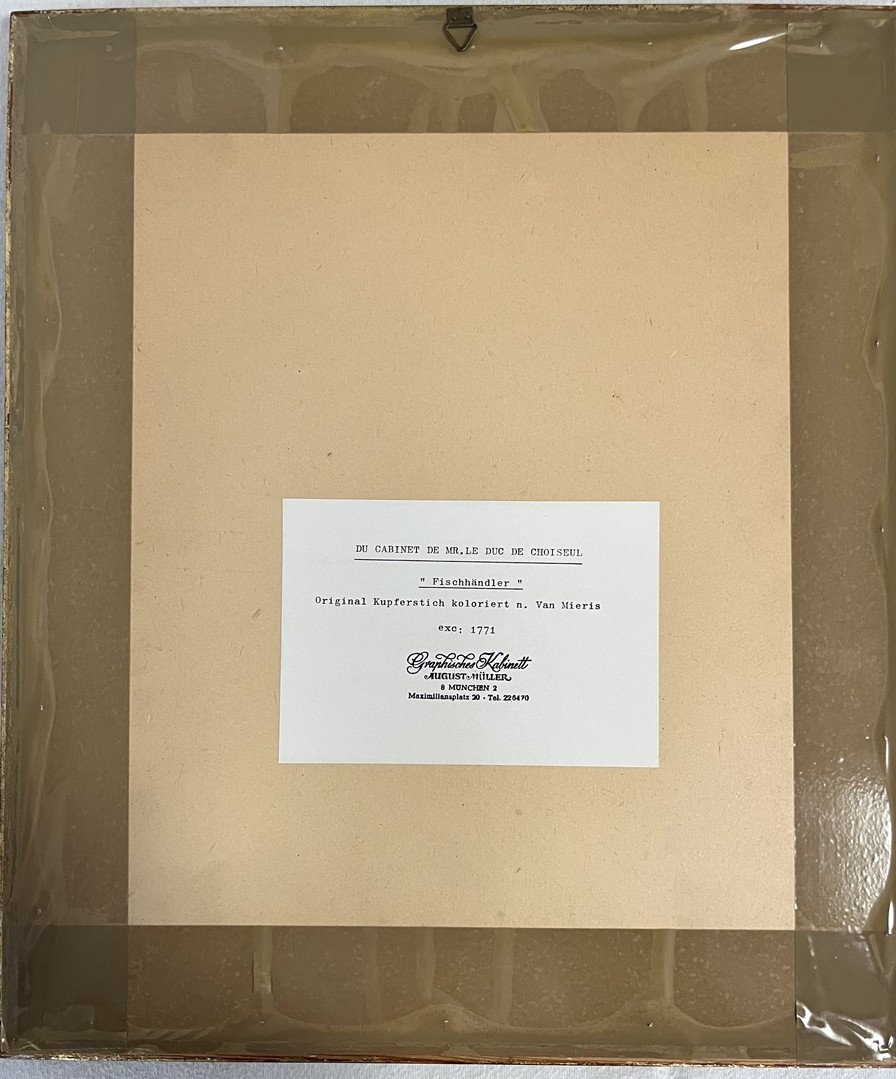 DU CABINET DE MR.LE DUC DE CHOISEUL
" Fischhändler "
Original Kupferstich koloriert n. Van Mieris
exc: 1771
Graphisches Kabinett
AUGUST MÜLLER
8 MÜNCHEN 2
Maximiliansplatz 20 · Tel. 226470